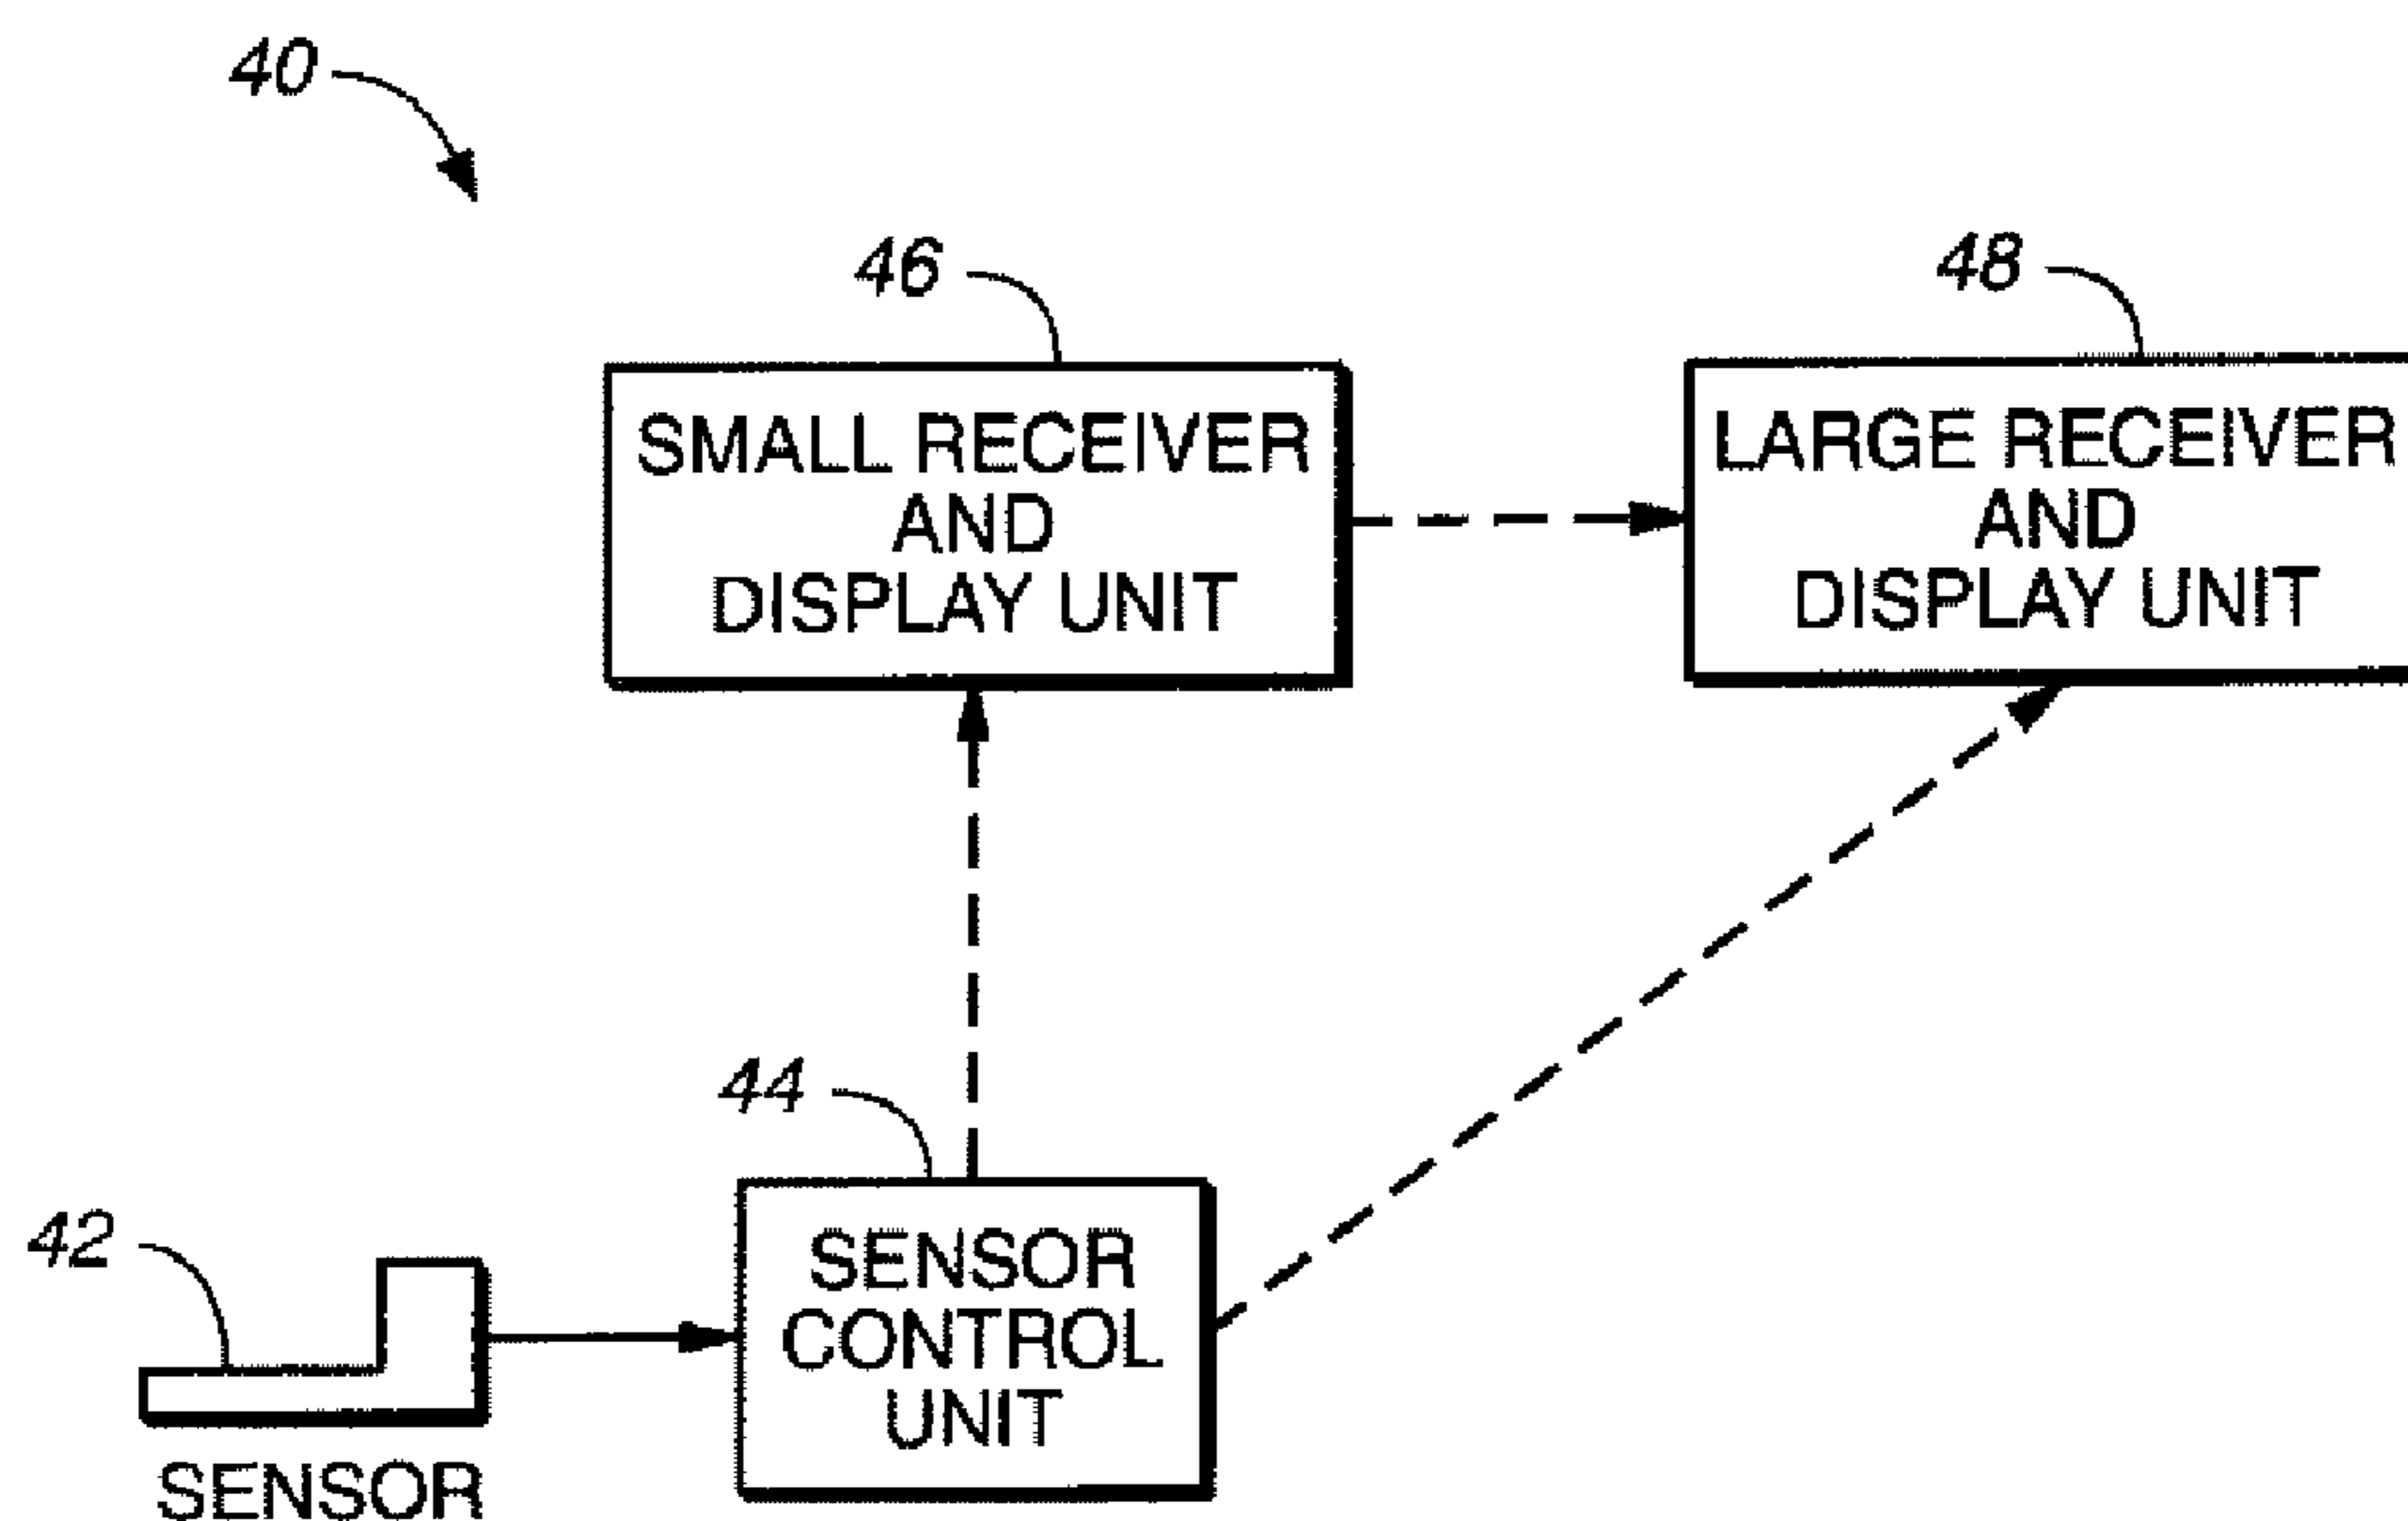 40
46
48
SMALL RECEIVER
AND
DISPLAY UNIT
LARGE RECEIVER
AND
DISPLAY UNIT
44
42
SENSOR
CONTROL
UNIT
SENSOR